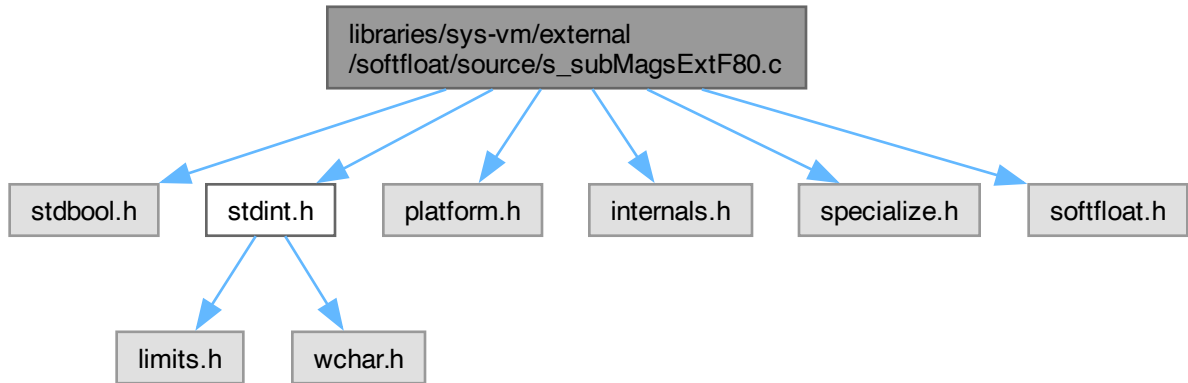 libraries/sys-vm/external
/softfloat/source/s_subMagsExtF80.c
stdbool.h
stdint.h
platform.h
internals.h
specialize.h
softfloat.h
limits.h
wchar.h